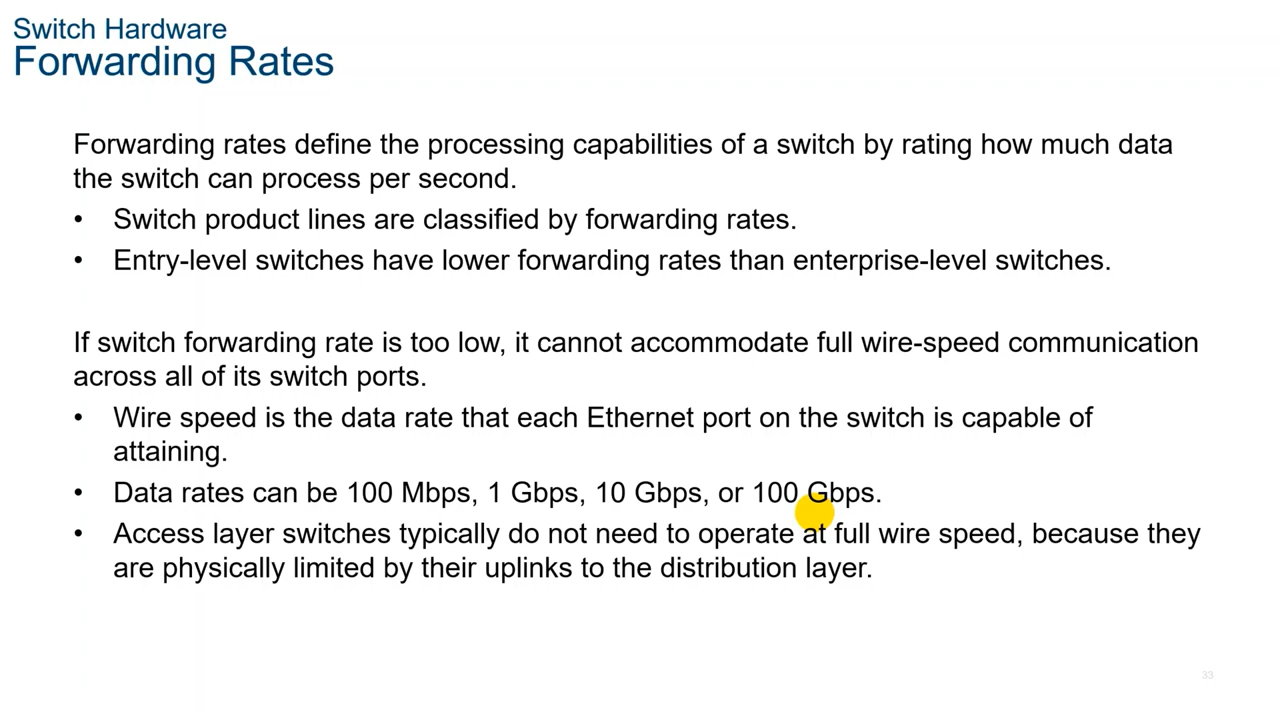 Switch Hardware
Forwarding Rates
Forwarding rates define the processing capabilities of a switch by rating how much data
the switch can process per second.
• Switch product lines are classified by forwarding rates.
• Entry-level switches have lower forwarding rates than enterprise-level switches.
If switch forwarding rate is too low, it cannot accommodate full wire-speed communication
across all of its switch ports.
• Wire speed is the data rate that each Ethernet port on the switch is capable of
attaining.
• Data rates can be 100 Mbps, 1 Gbps, 10 Gbps, or 100 Gbps.
• Access layer switches typically do not need to operate at full wire speed, because they
are physically limited by their uplinks to the distribution layer.
33